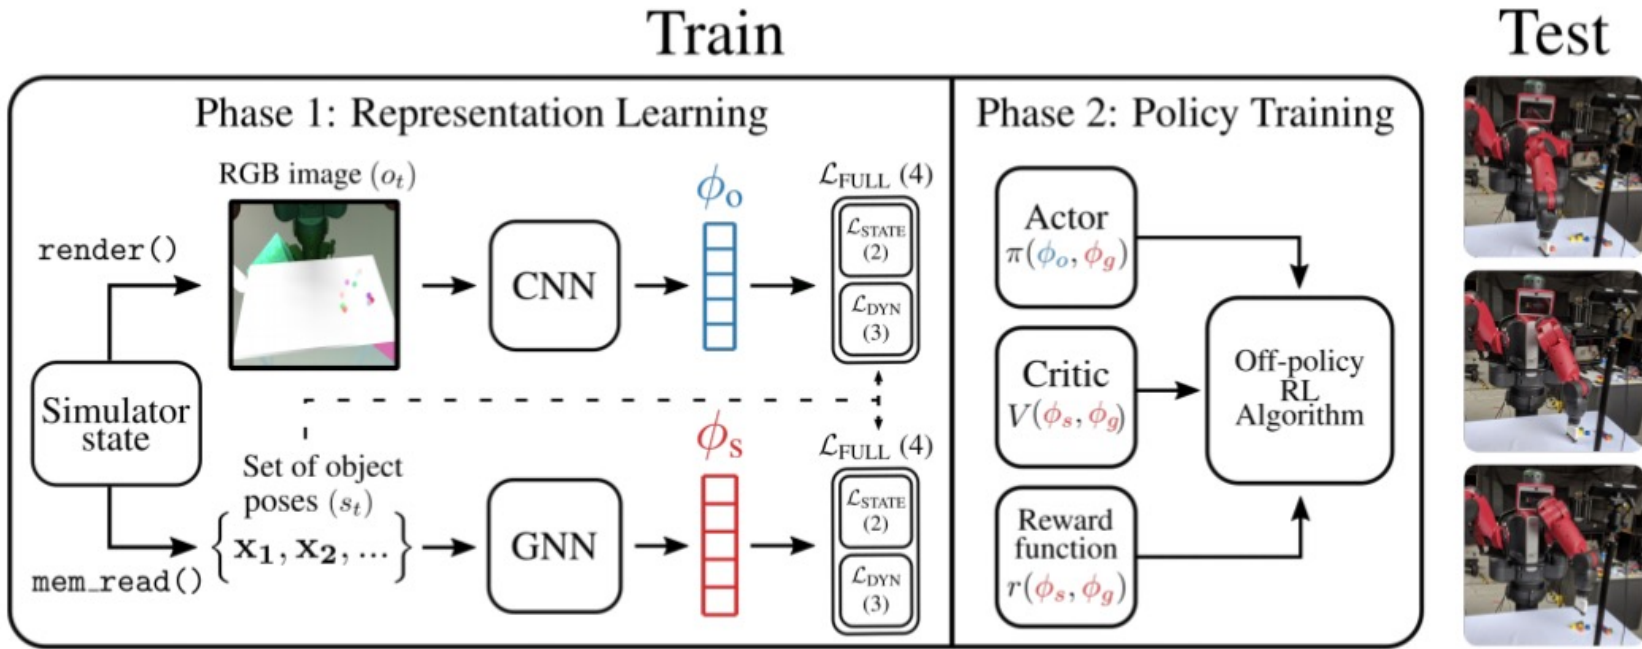 Train
Test
Phase 1: Representation Learning
Phase 2: Policy Training
RGB image (o_t)
render()
CNN
ϕ_o
ℒ_FULL (4)
ℒ_STATE
(2)
ℒ_DYN
(3)
Simulator
state
Set of object
poses (s_t)
mem_read()
{x_1, x_2, ...}
GNN
ϕ_s
ℒ_FULL (4)
ℒ_STATE
(2)
ℒ_DYN
(3)
Actor
π(ϕ_o, ϕ_g)
Critic
V(ϕ_s, ϕ_g)
Reward
function
r(ϕ_s, ϕ_g)
Off-policy
RL
Algorithm